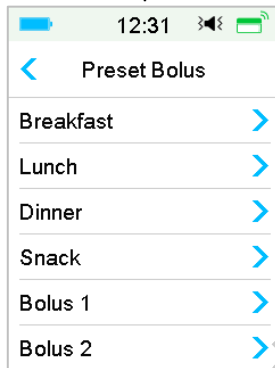 12:31
Preset Bolus
Breakfast
Lunch
Dinner
Snack
Bolus 1
Bolus 2